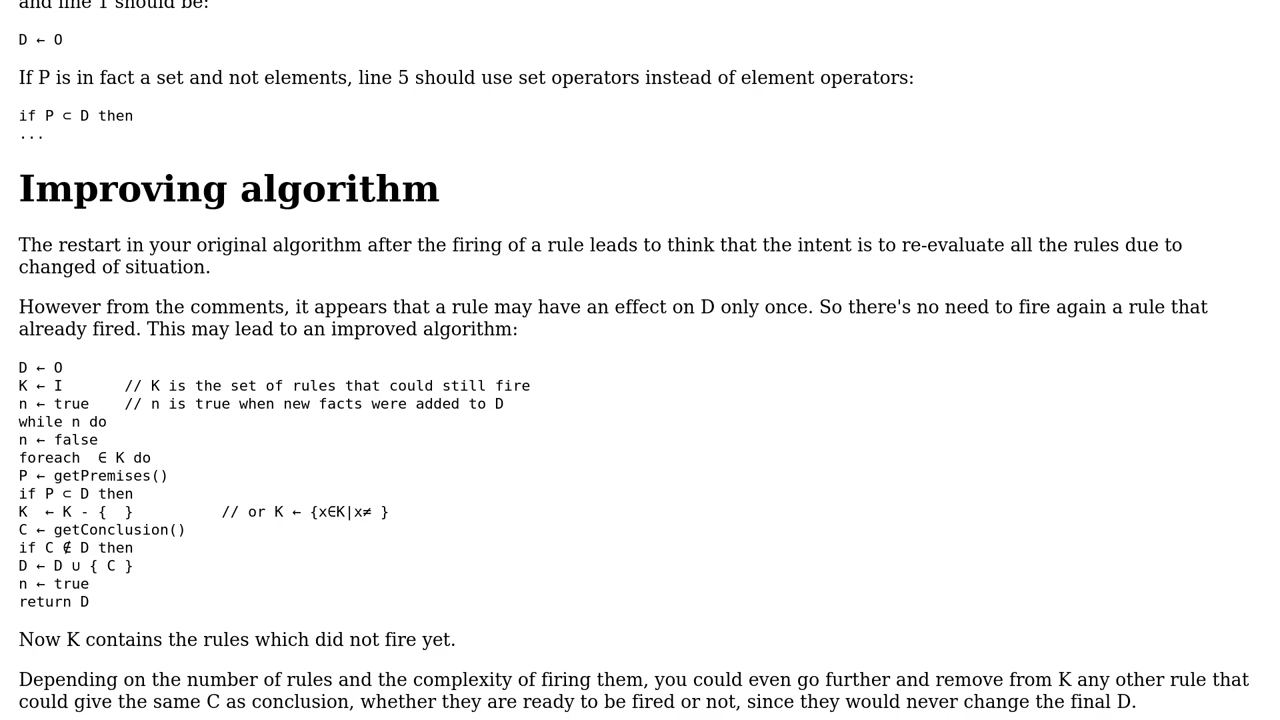 and line 1 should be:
D ← O
If P is in fact a set and not elements, line 5 should use set operators instead of element operators:
if P ⊂ D then
...
Improving algorithm
The restart in your original algorithm after the firing of a rule leads to think that the intent is to re-evaluate all the rules due to
changed of situation.
However from the comments, it appears that a rule may have an effect on D only once. So there's no need to fire again a rule that
already fired. This may lead to an improved algorithm:
D ← O
K ← I       // K is the set of rules that could still fire
n ← true    // n is true when new facts were added to D
while n do
n ← false
foreach  ∈ K do
P ← getPremises()
if P ⊂ D then
K  ← K - {  }          // or K ← {x∈K|x≠ }
C ← getConclusion()
if C ∉ D then
D ← D ∪ { C }
n ← true
return D
Now K contains the rules which did not fire yet.
Depending on the number of rules and the complexity of firing them, you could even go further and remove from K any other rule that
could give the same C as conclusion, whether they are ready to be fired or not, since they would never change the final D.